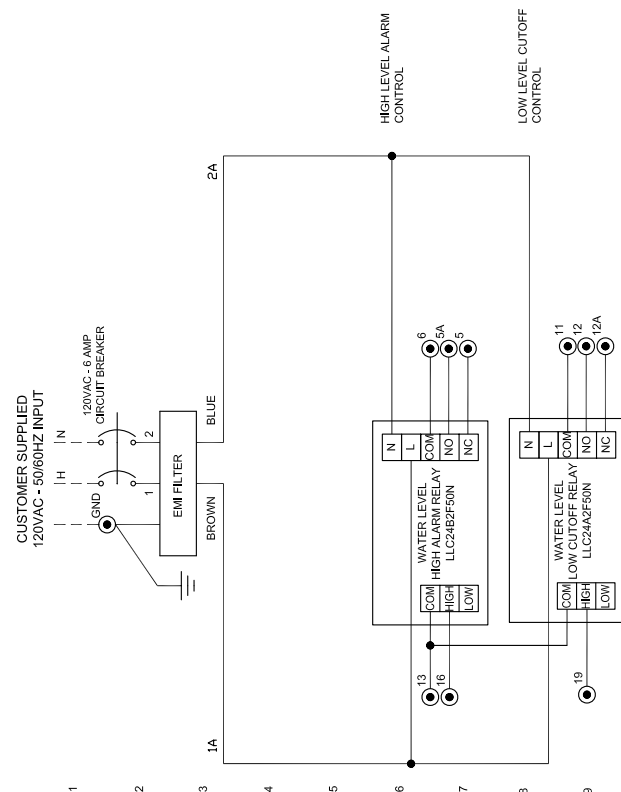 CUSTOMER SUPPLIED
120VAC - 50/60HZ INPUT
H
N
GND
120VAC - 6 AMP
CIRCUIT BREAKER
1
2
EMI FILTER
BROWN
BLUE
1A
2A
1
2
3
4
5
6
7
8
9
HIGH LEVEL ALARM
CONTROL
N
L
COM
NO
NC
6
5A
5
WATER LEVEL
HIGH ALARM RELAY
LLC24B2F50N
COM
HIGH
LOW
13
16
LOW LEVEL CUTOFF
CONTROL
N
L
COM
NO
NC
11
12
12A
WATER LEVEL
LOW CUTOFF RELAY
LLC24A2F50N
COM
HIGH
LOW
19